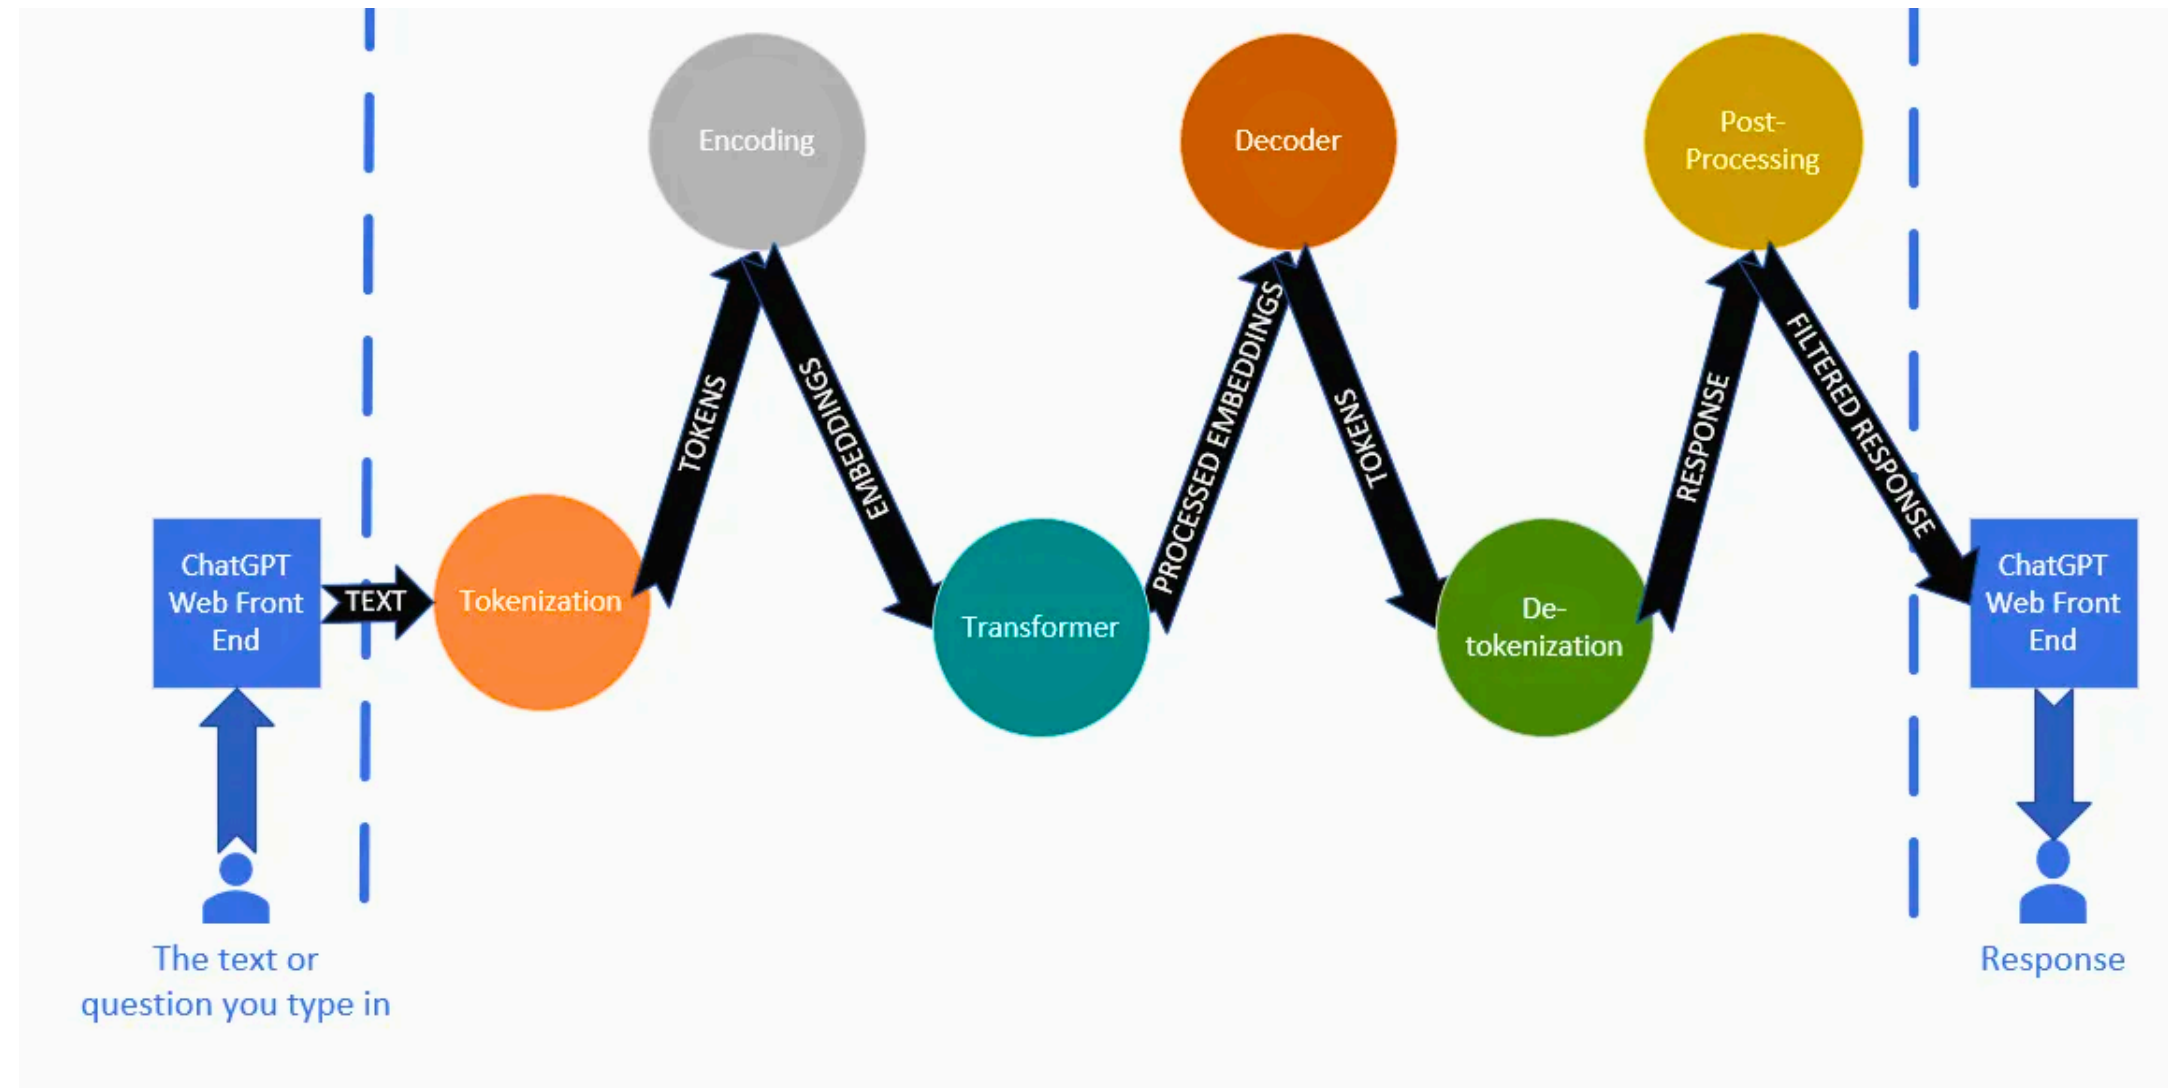 ChatGPT
Web Front
End
TEXT
Tokenization
TOKENS
Encoding
EMBEDDINGS
Transformer
PROCESSED EMBEDDINGS
Decoder
TOKENS
De-
tokenization
RESPONSE
Post-
Processing
FILTERED RESPONSE
ChatGPT
Web Front
End
The text or
question you type in
Response